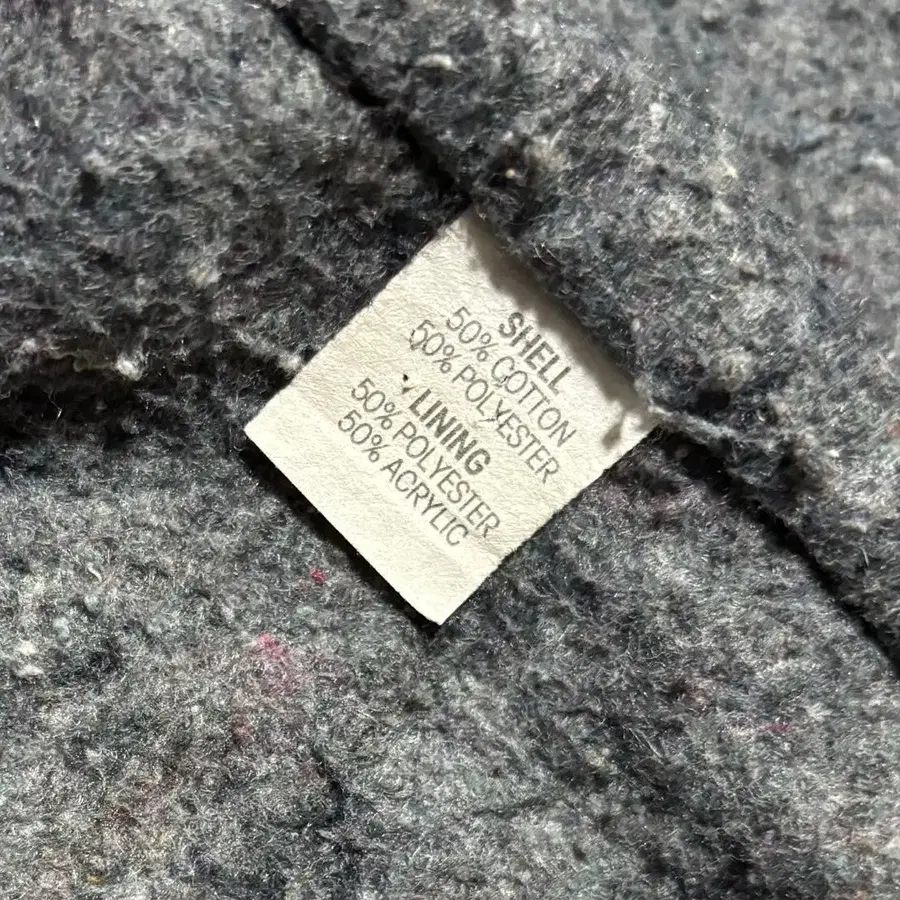 SHELL
50% COTTON
50% POLYESTER
LINING
50% POLYESTER
50% ACRYLIC